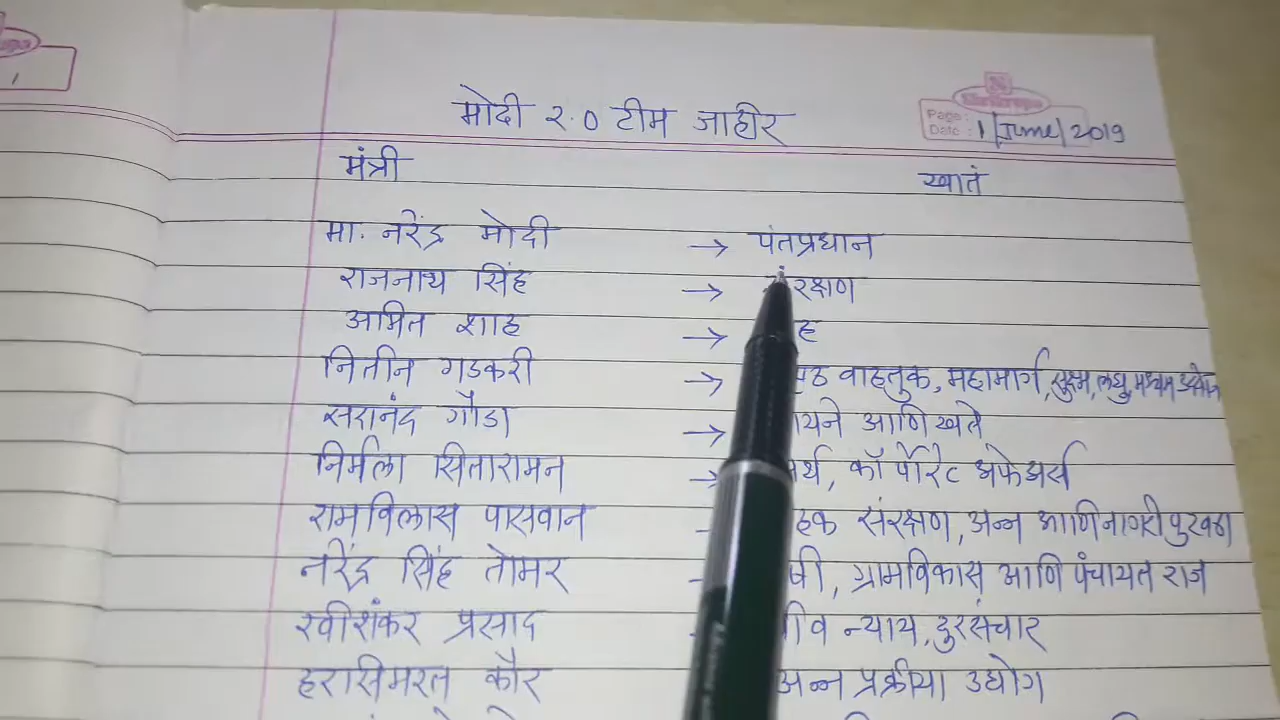 मोदी २.० टीम जाहीर
Page:
Date: 1/June/2019
मंत्री खातं
मा. नरेंद्र मोदी → पंतप्रधान
राजनाथ सिंह → रक्षण
अमित शाह → ह
नितीन गडकरी → वाहतुक, महामार्ग, सुक्ष्म, लघु, मध्यम उद्योग
सदानंद गौडा → यने आणि खते
निर्मला सितारामन → र्थ, कॉर्पोरेट अफेअर्स
रामविलास पासवान हक संरक्षण, अन्न आणि नागरी पुरवठा
नरेंद्र सिंह तोमर षी, ग्रामविकास आणि पंचायत राज
रवीशंकर प्रसाद न्याय, दुरसंचार
हरसिमरत कौर अन्न प्रक्रीया उद्योग